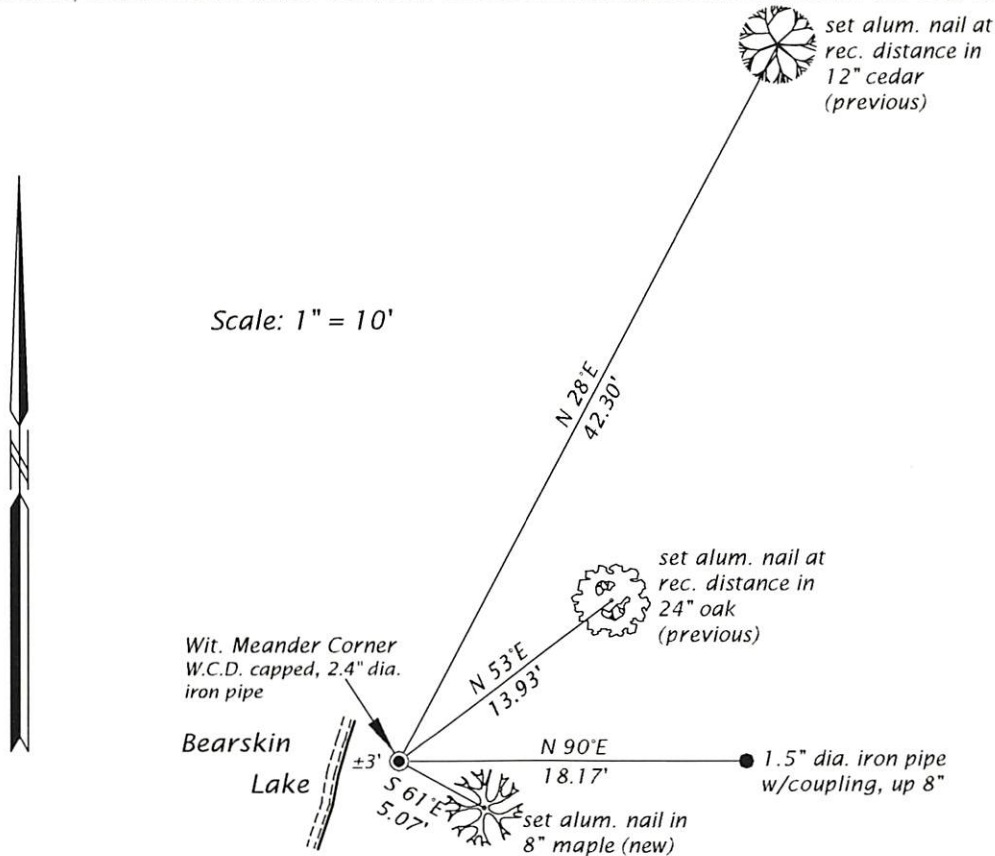 set alum. nail at
rec. distance in
12" cedar
(previous)
Scale: 1" = 10'
N 28°E
42.30'
set alum. nail at
rec. distance in
24" oak
(previous)
Wit. Meander Corner
W.C.D. capped, 2.4" dia.
iron pipe
N 53°E
13.93'
Bearskin
Lake
±3'
N 90°E
18.17'
1.5" dia. iron pipe
w/coupling, up 8"
S 61°E
5.07'
set alum. nail in
8" maple (new)
N